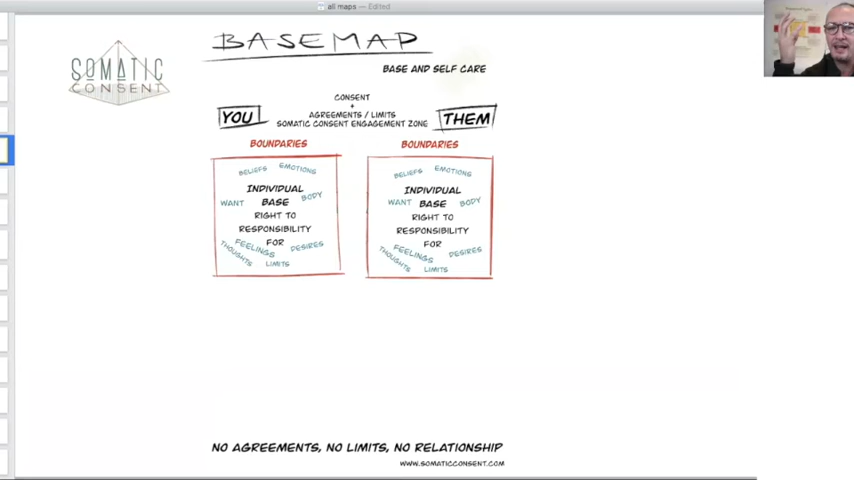 all maps — Edited
BASEMAP
SOMATIC
CONSENT
BASE AND SELF CARE
CONSENT
+
AGREEMENTS / LIMITS
SOMATIC CONSENT ENGAGEMENT ZONE
YOU
THEM
BOUNDARIES
BELIEFS EMOTIONS
INDIVIDUAL
WANT BASE BODY
RIGHT TO
RESPONSIBILITY
FOR
THOUGHTS FEELINGS DESIRES
LIMITS
BOUNDARIES
BELIEFS EMOTIONS
INDIVIDUAL
WANT BASE BODY
RIGHT TO
RESPONSIBILITY
FOR
THOUGHTS FEELINGS DESIRES
LIMITS
NO AGREEMENTS, NO LIMITS, NO RELATIONSHIP
WWW.SOMATICCONSENT.COM